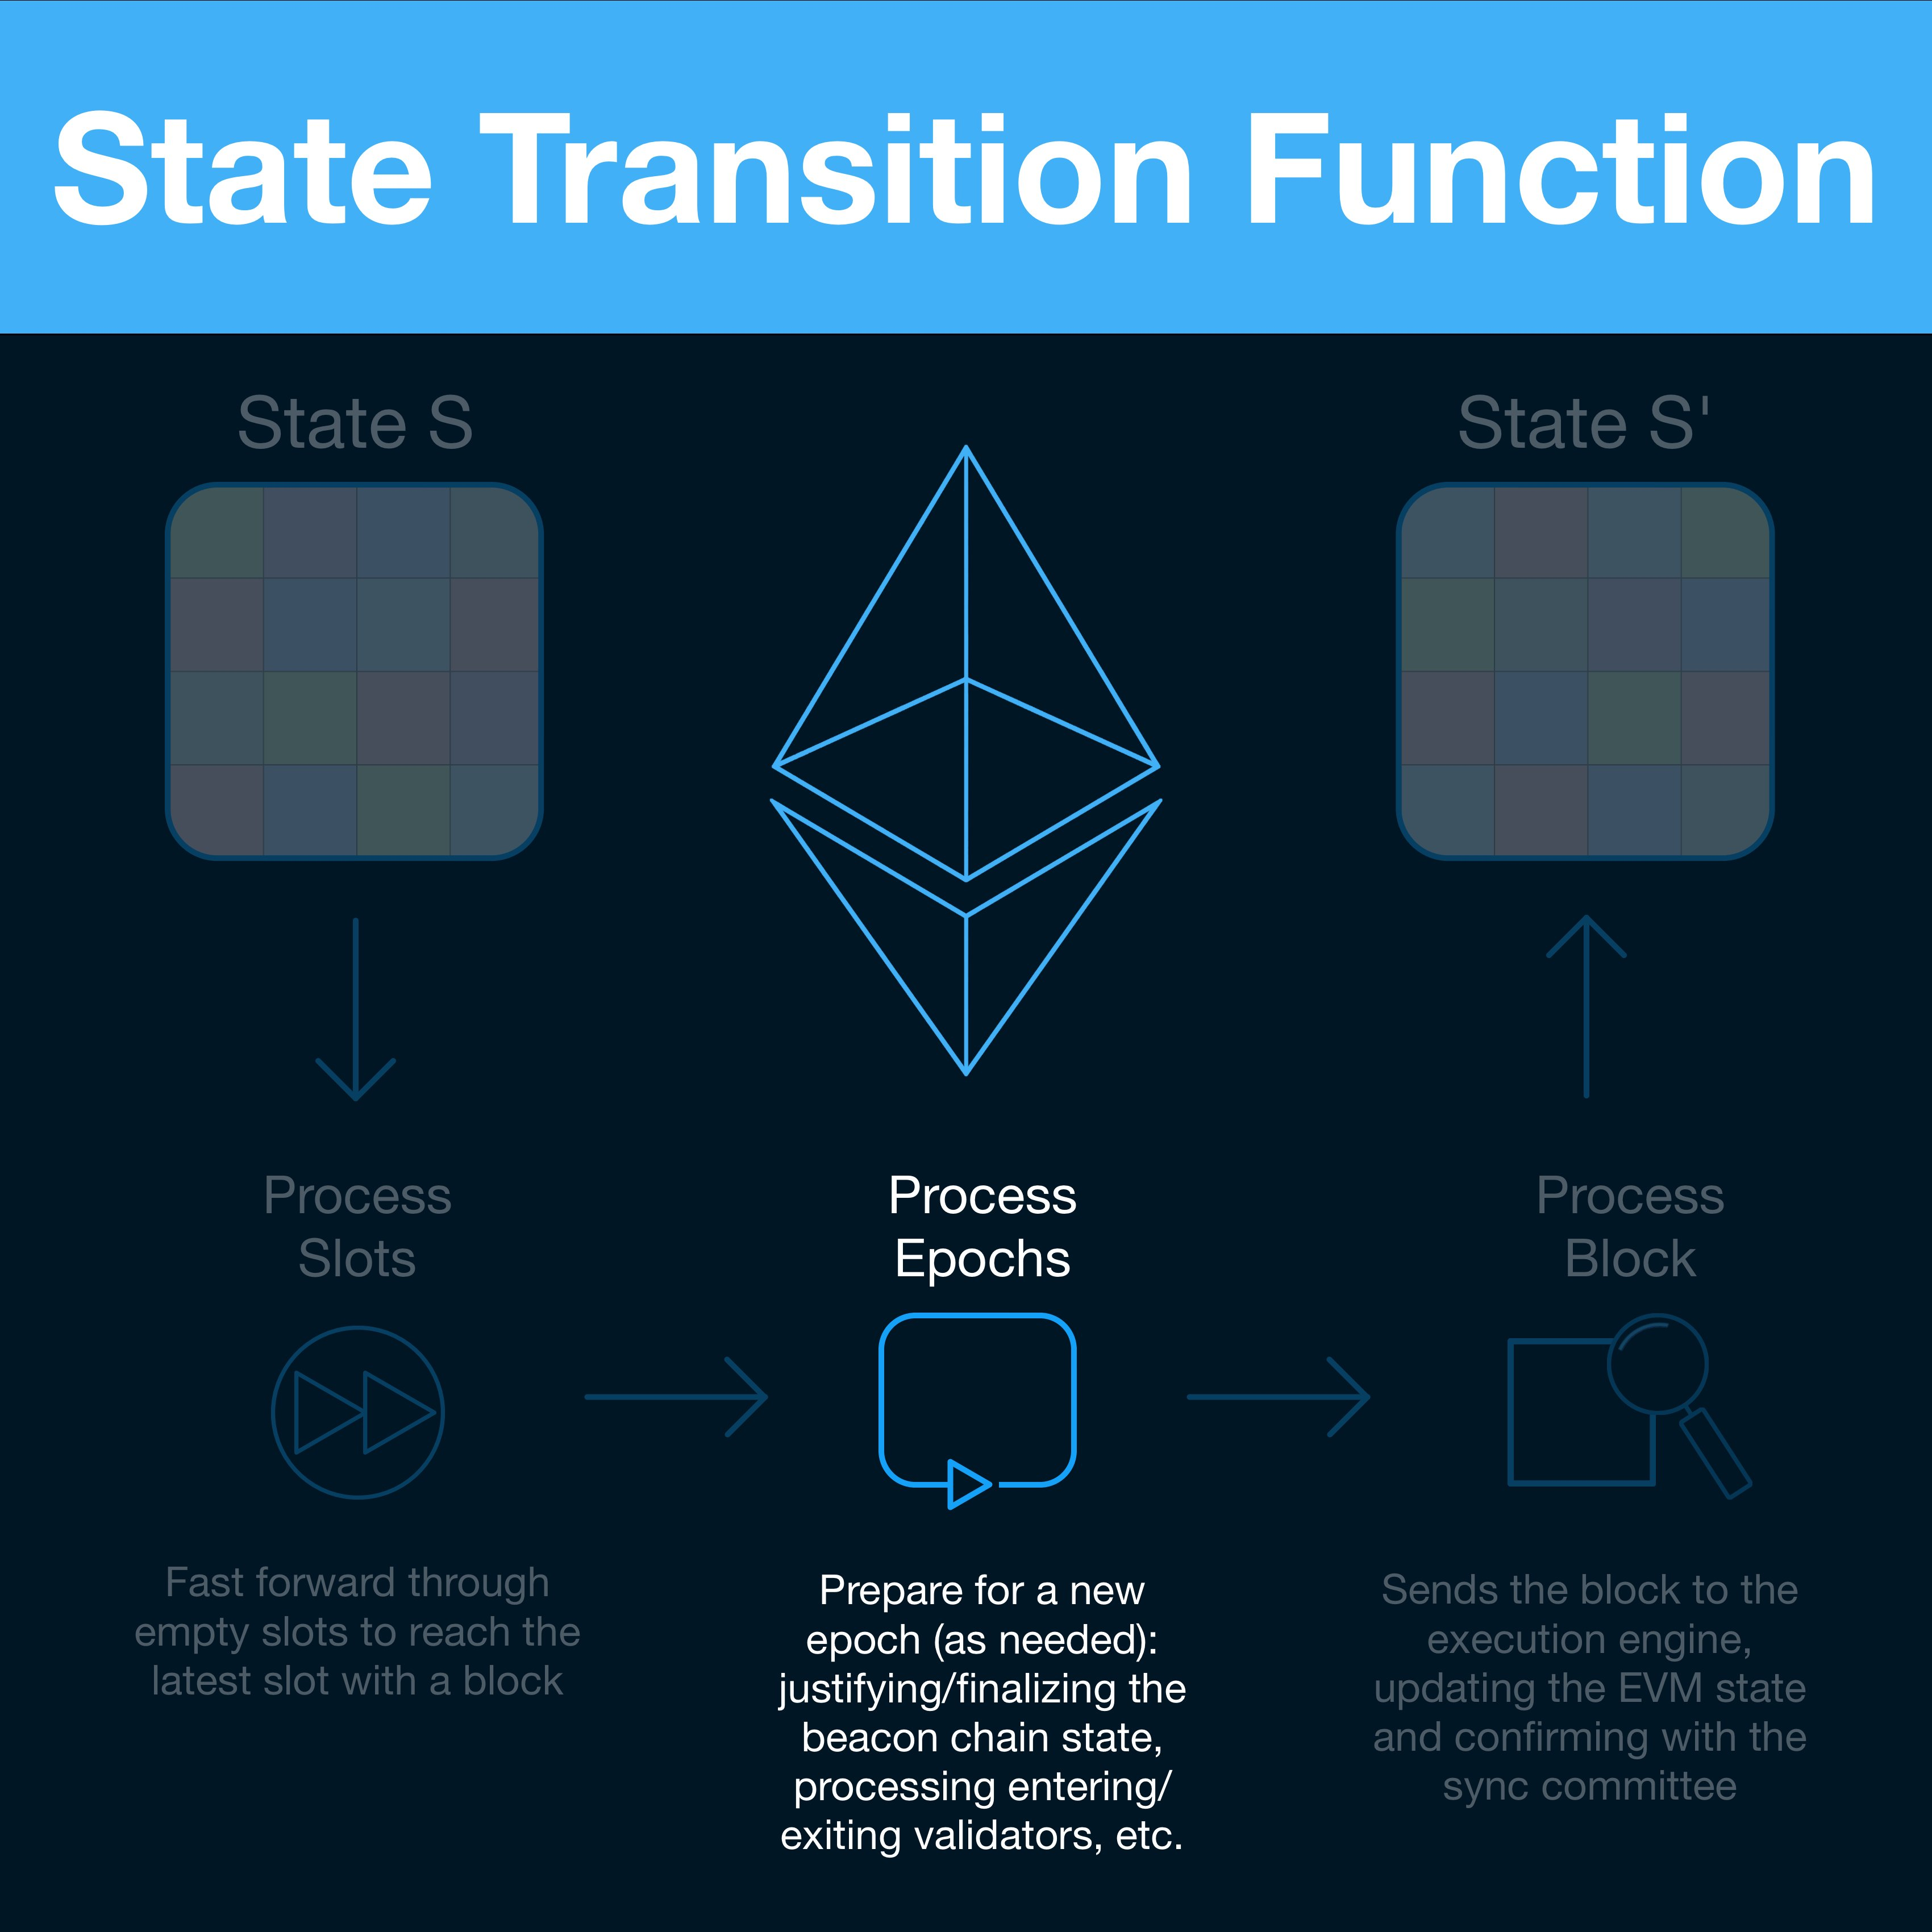 State Transition Function
State S
State S'
Process
Slots
Fast forward through
empty slots to reach the
latest slot with a block
Process
Epochs
Prepare for a new
epoch (as needed):
justifying/finalizing the
beacon chain state,
processing entering/
exiting validators, etc.
Process
Block
Sends the block to the
execution engine,
updating the EVM state
and confirming with the
sync committee